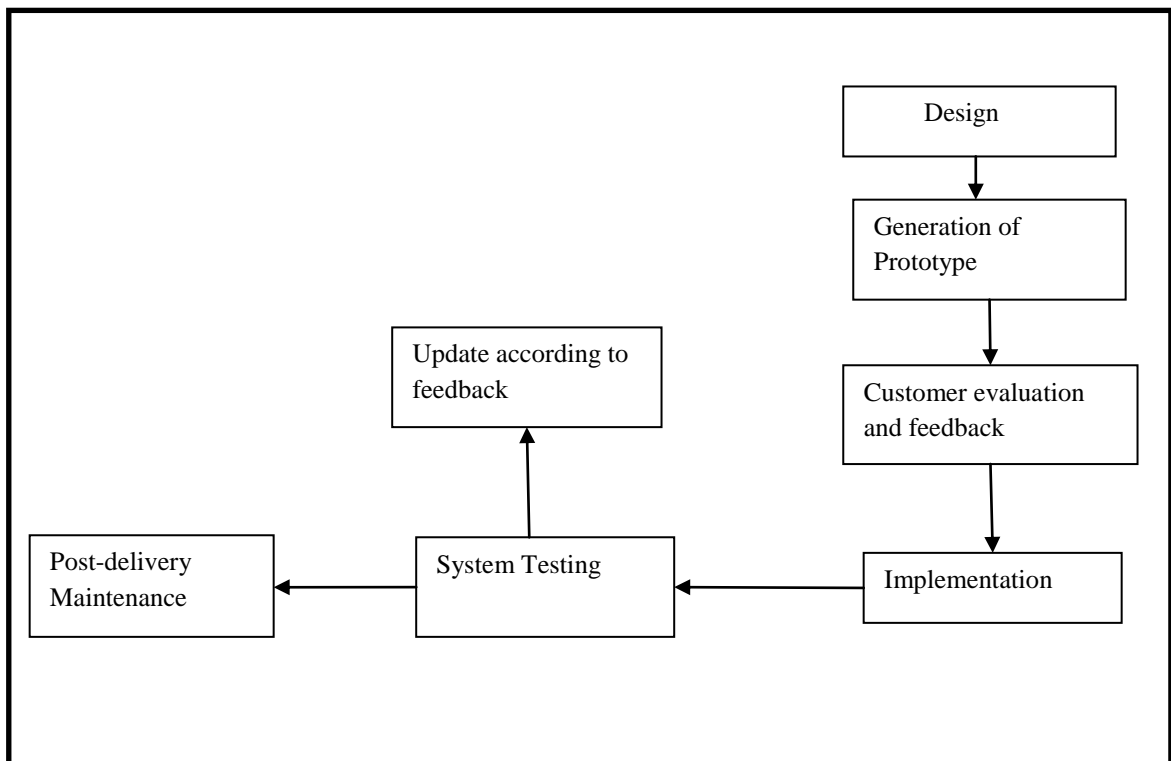 Design
Generation of
Prototype
Update according to
feedback
Customer evaluation
and feedback
Post-delivery
Maintenance
System Testing
Implementation